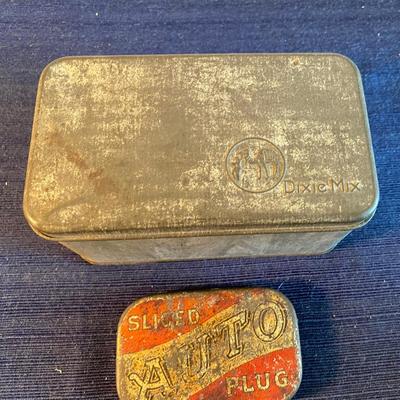 Dixie Mix
SLICED
AUTO
PLUG